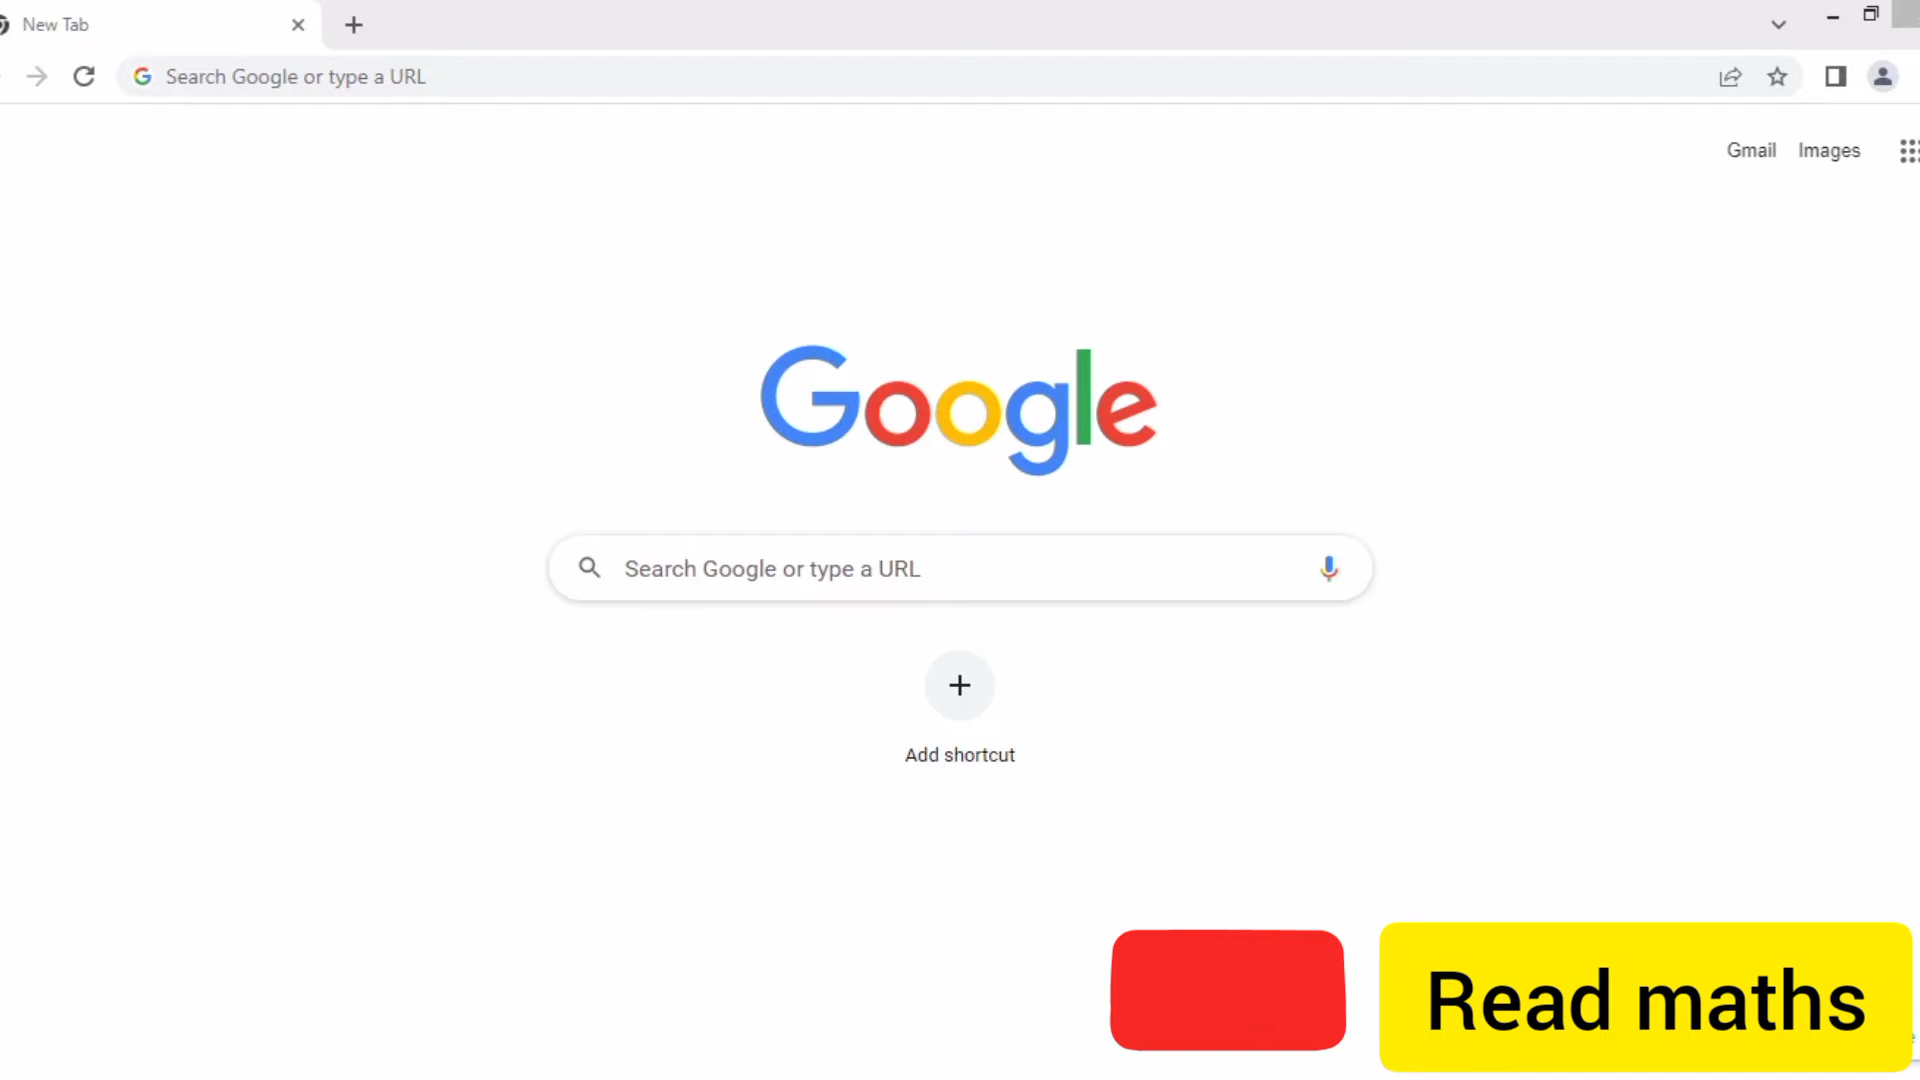 New Tab
Search Google or type a URL
Gmail Images
Google
Search Google or type a URL
Add shortcut
Read maths